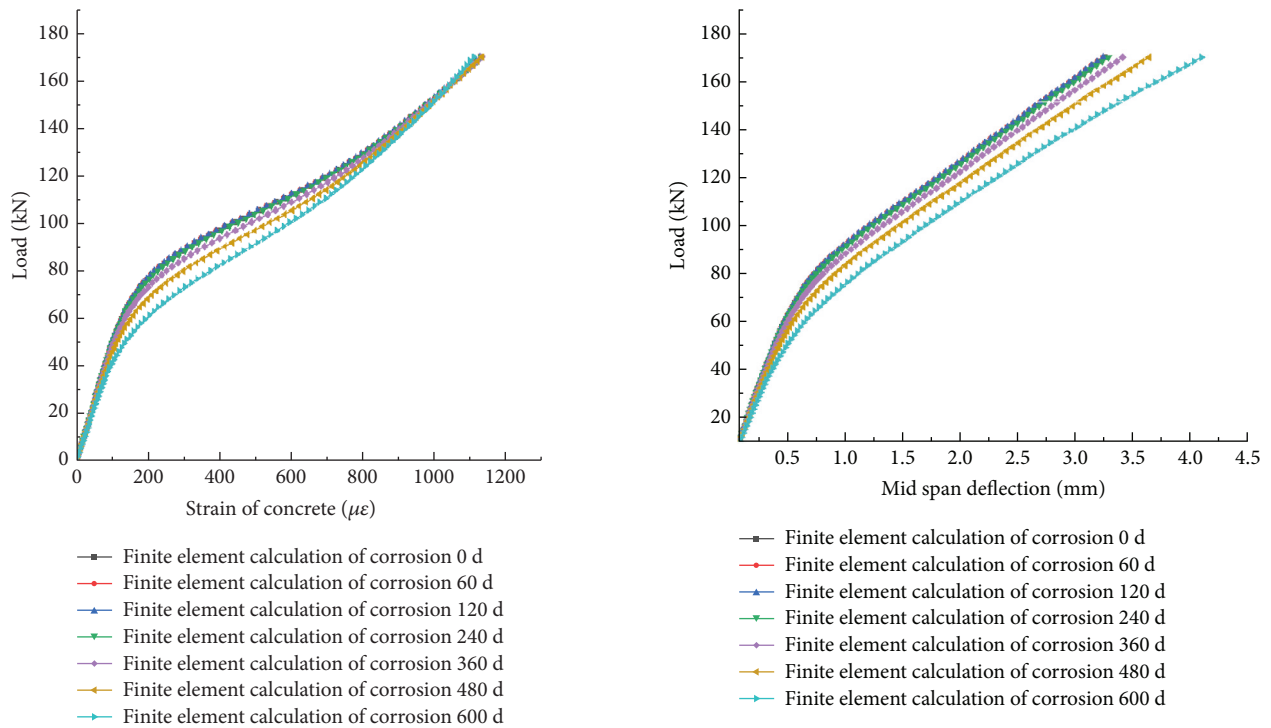 180
160
140
120
100
80
60
40
20
0
Load (kN)
0 200 400 600 800 1000 1200
Strain of concrete (με)
Finite element calculation of corrosion 0 d
Finite element calculation of corrosion 60 d
Finite element calculation of corrosion 120 d
Finite element calculation of corrosion 240 d
Finite element calculation of corrosion 360 d
Finite element calculation of corrosion 480 d
Finite element calculation of corrosion 600 d
180
160
140
120
100
80
60
40
20
Load (kN)
0.5 1.0 1.5 2.0 2.5 3.0 3.5 4.0 4.5
Mid span deflection (mm)
Finite element calculation of corrosion 0 d
Finite element calculation of corrosion 60 d
Finite element calculation of corrosion 120 d
Finite element calculation of corrosion 240 d
Finite element calculation of corrosion 360 d
Finite element calculation of corrosion 480 d
Finite element calculation of corrosion 600 d